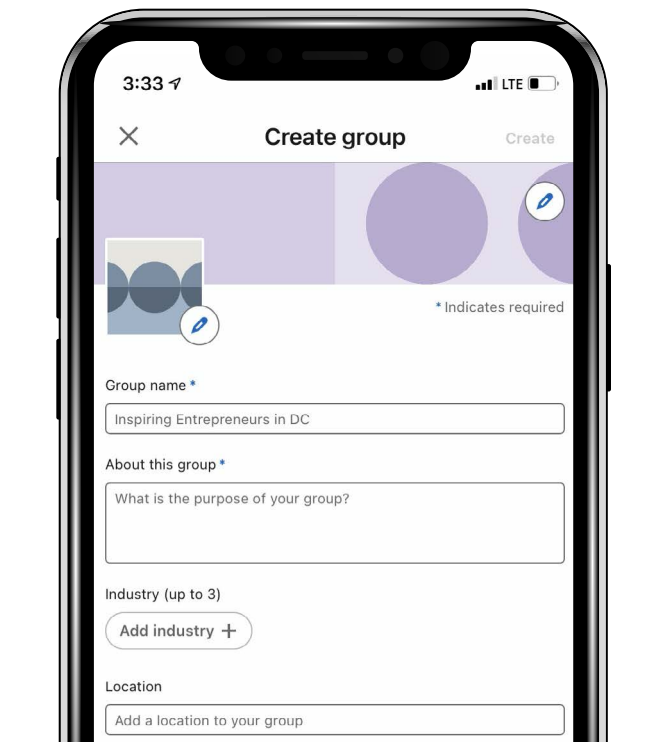 3:33
LTE
Create group
Create
* Indicates required
Group name *
Inspiring Entrepreneurs in DC
About this group *
What is the purpose of your group?
Industry (up to 3)
Add industry +
Location
Add a location to your group